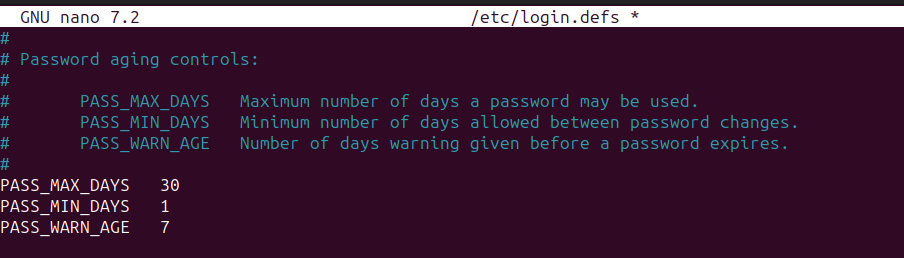 GNU nano 7.2 /etc/login.defs *
#
# Password aging controls:
#
# PASS_MAX_DAYS Maximum number of days a password may be used.
# PASS_MIN_DAYS Minimum number of days allowed between password changes.
# PASS_WARN_AGE Number of days warning given before a password expires.
#
PASS_MAX_DAYS 30
PASS_MIN_DAYS 1
PASS_WARN_AGE 7